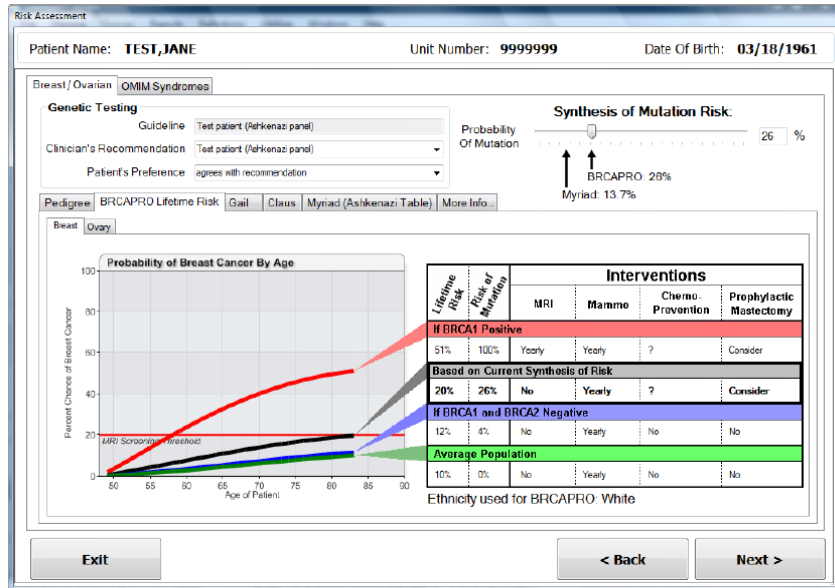 Risk Assessment
Patient Name: TEST,JANE Unit Number: 9999999 Date Of Birth: 03/18/1961
Breast/Ovarian OMIM Syndromes
Genetic Testing
Guideline Test patient (Ashkenazi panel)
Clinician's Recommendation Test patient (Ashkenazi panel)
Patient's Preference agrees with recommendation
Synthesis of Mutation Risk:
Probability Of Mutation 26 %
BRCAPRO: 26%
Myriad: 13.7%
Pedigree BRCAPRO Lifetime Risk Gail Claus Myriad (Ashkenazi Table) More Info...
Breast Ovary
Probability of Breast Cancer By Age
Percent Chance of Breast Cancer
100
80
60
40
20
0
MRI Screening Threshold
50 55 60 65 70 75 80 85 90
Age of Patient
Lifetime Risk Risk of Mutation Interventions
MRI Mammo Chemo-Prevention Prophylactic Mastectomy
If BRCA1 Positive
51% 100% Yearly Yearly ? Consider
Based on Current Synthesis of Risk
20% 26% No Yearly ? Consider
If BRCA1 and BRCA2 Negative
12% 4% No Yearly No No
Average Population
10% 0% No Yearly No No
Ethnicity used for BRCAPRO: White
Exit < Back Next >